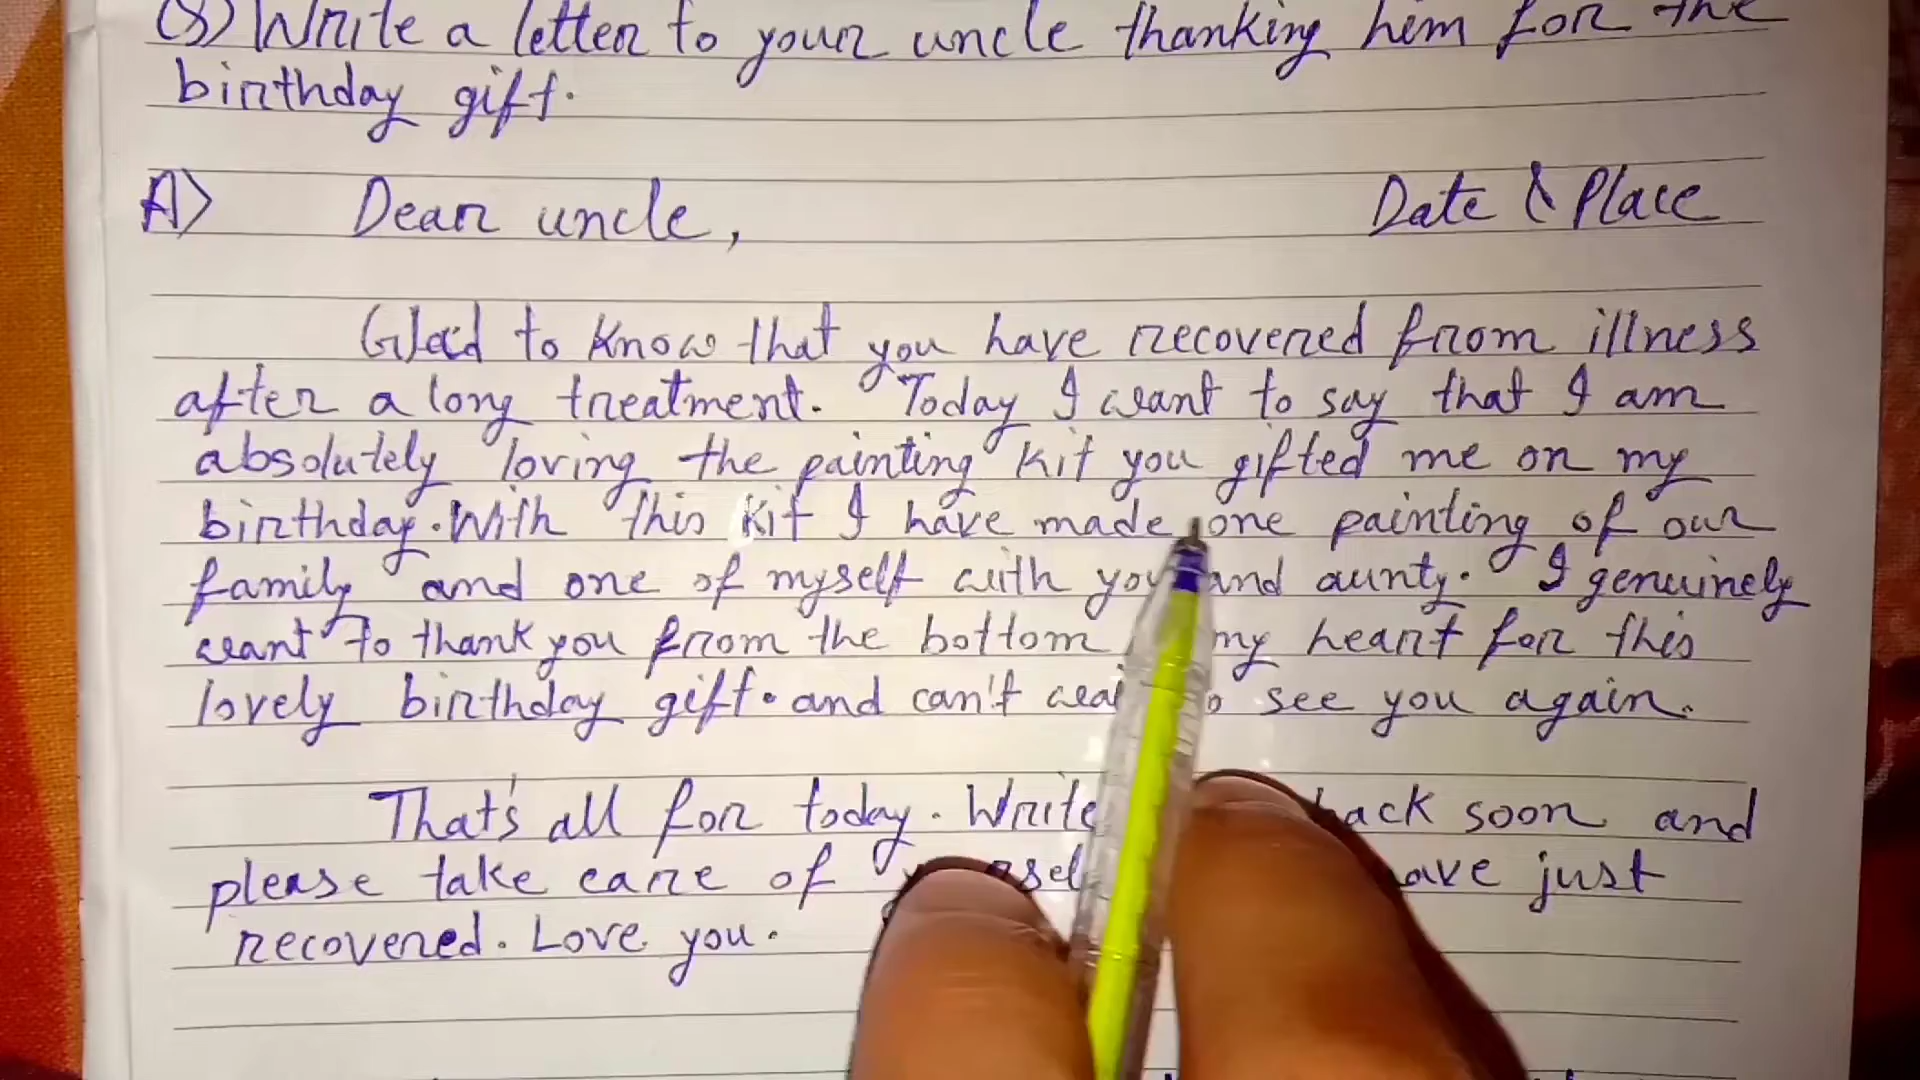 (8) Write a letter to your uncle thanking him for the
birthday gift.
A) Dear uncle, Date & Place
Glad to know that you have recovered from illness
after a long treatment. Today I want to say that I am
absolutely loving the painting kit you gifted me on my
birthday. With this kit I have made one painting of our
family and one of myself with you and aunty. I genuinely
want to thank you from the bottom my heart for this
lovely birthday gift. and can't see you again.
That's all for today. Write soon and
please take care of just
recovered. Love you.